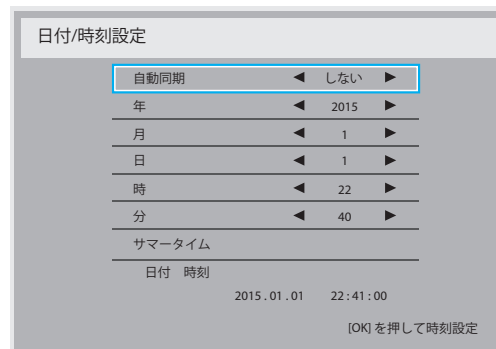 日付/時刻設定
自動同期 ◀ しない ▶
年 ◀ 2015 ▶
月 ◀ 1 ▶
日 ◀ 1 ▶
時 ◀ 22 ▶
分 ◀ 40 ▶
サマータイム
日付 時刻
2015 . 01 . 01 22 : 41 : 00
[OK] を押して時刻設定